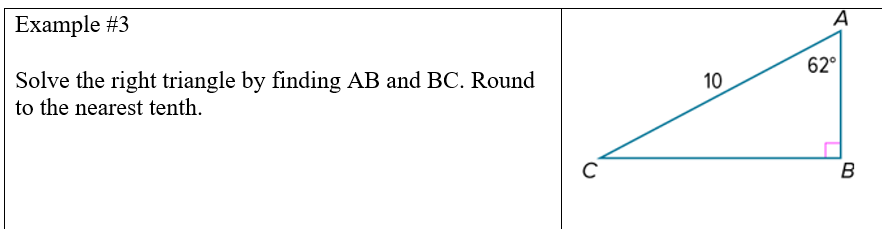 Example #3
Solve the right triangle by finding AB and BC. Round
to the nearest tenth.
A
62°
10
C
B